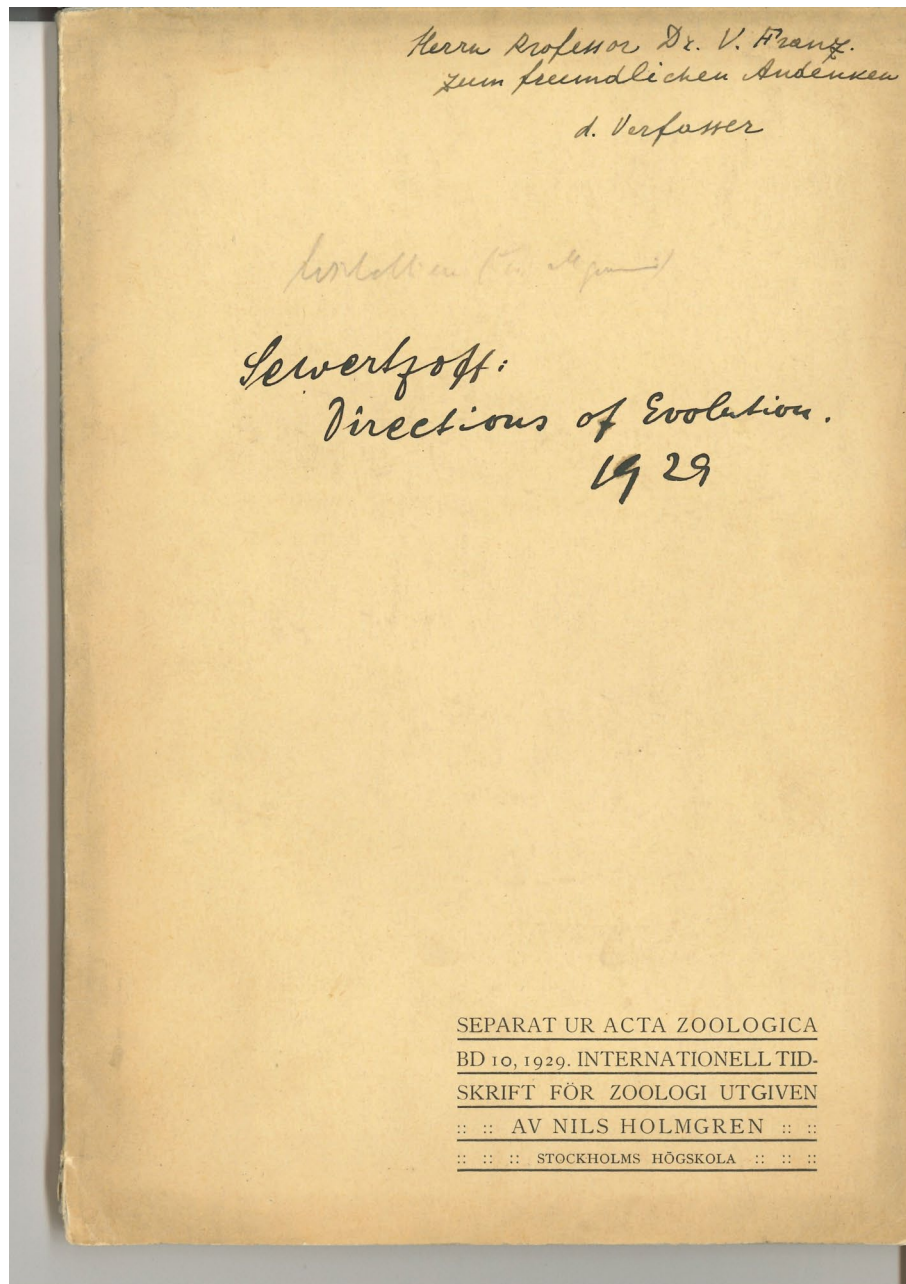 Herrn Professor Dr. V. Franz.
zum freundlichen Andenken
d. Verfasser
Sewertzoff:
Directions of Evolution.
1929
SEPARAT UR ACTA ZOOLOGICA
BD 10, 1929. INTERNATIONELL TID-
SKRIFT FÖR ZOOLOGI UTGIVEN
:: :: AV NILS HOLMGREN :: ::
:: :: :: STOCKHOLMS HÖGSKOLA :: :: ::